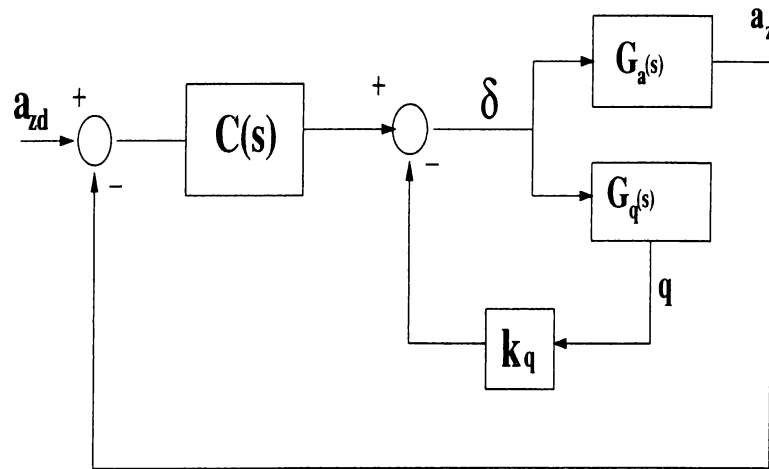 a_z
G_a(s)
+
+
a_zd
C(s)
δ
-
-
G_q(s)
q
k_q
-